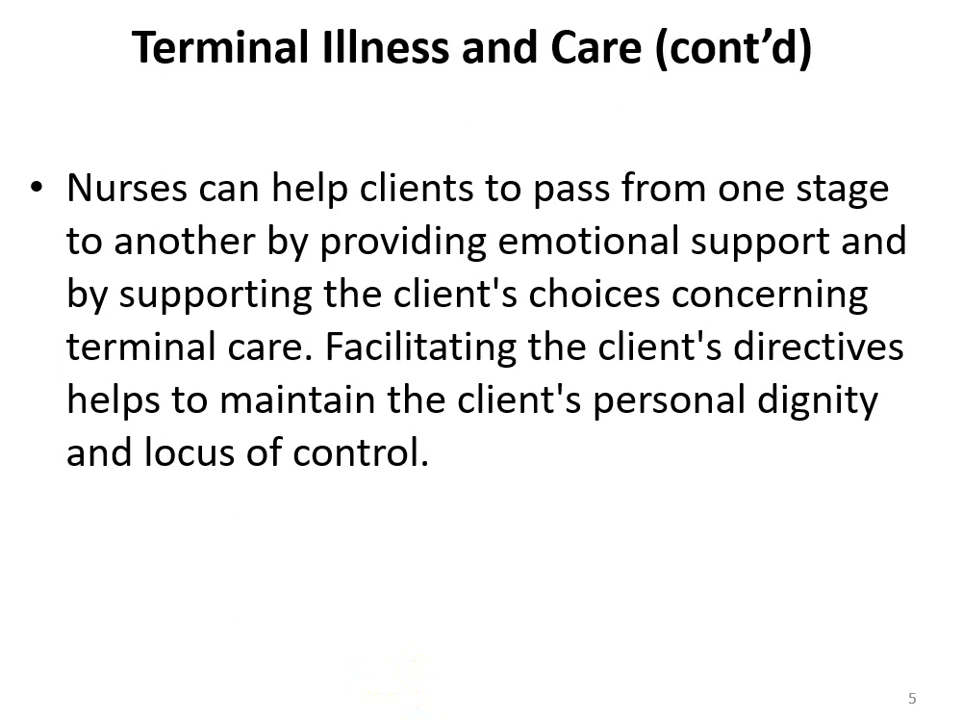 Terminal Illness and Care (cont’d)
• Nurses can help clients to pass from one stage
to another by providing emotional support and
by supporting the client's choices concerning
terminal care. Facilitating the client's directives
helps to maintain the client's personal dignity
and locus of control.
5